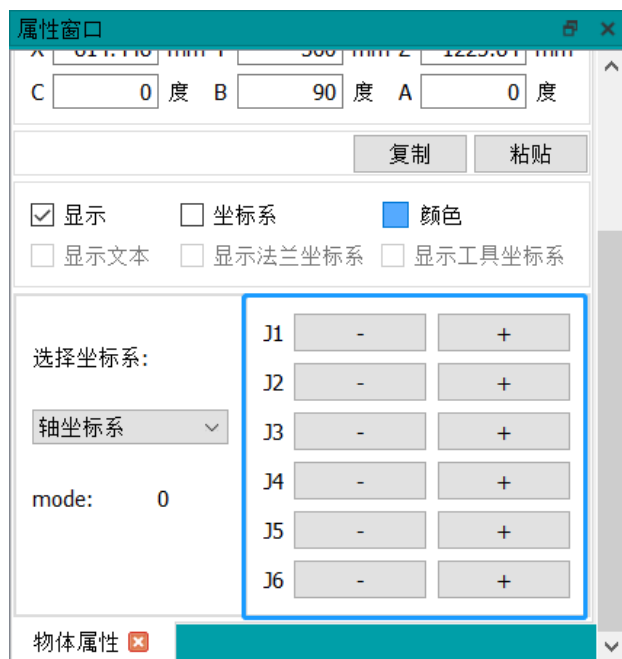 属性窗口
C 0 度 B 90 度 A 0 度
复制 粘贴
显示 坐标系 颜色
显示文本 显示法兰坐标系 显示工具坐标系
选择坐标系:
轴坐标系
mode: 0
J1 - +
J2 - +
J3 - +
J4 - +
J5 - +
J6 - +
物体属性